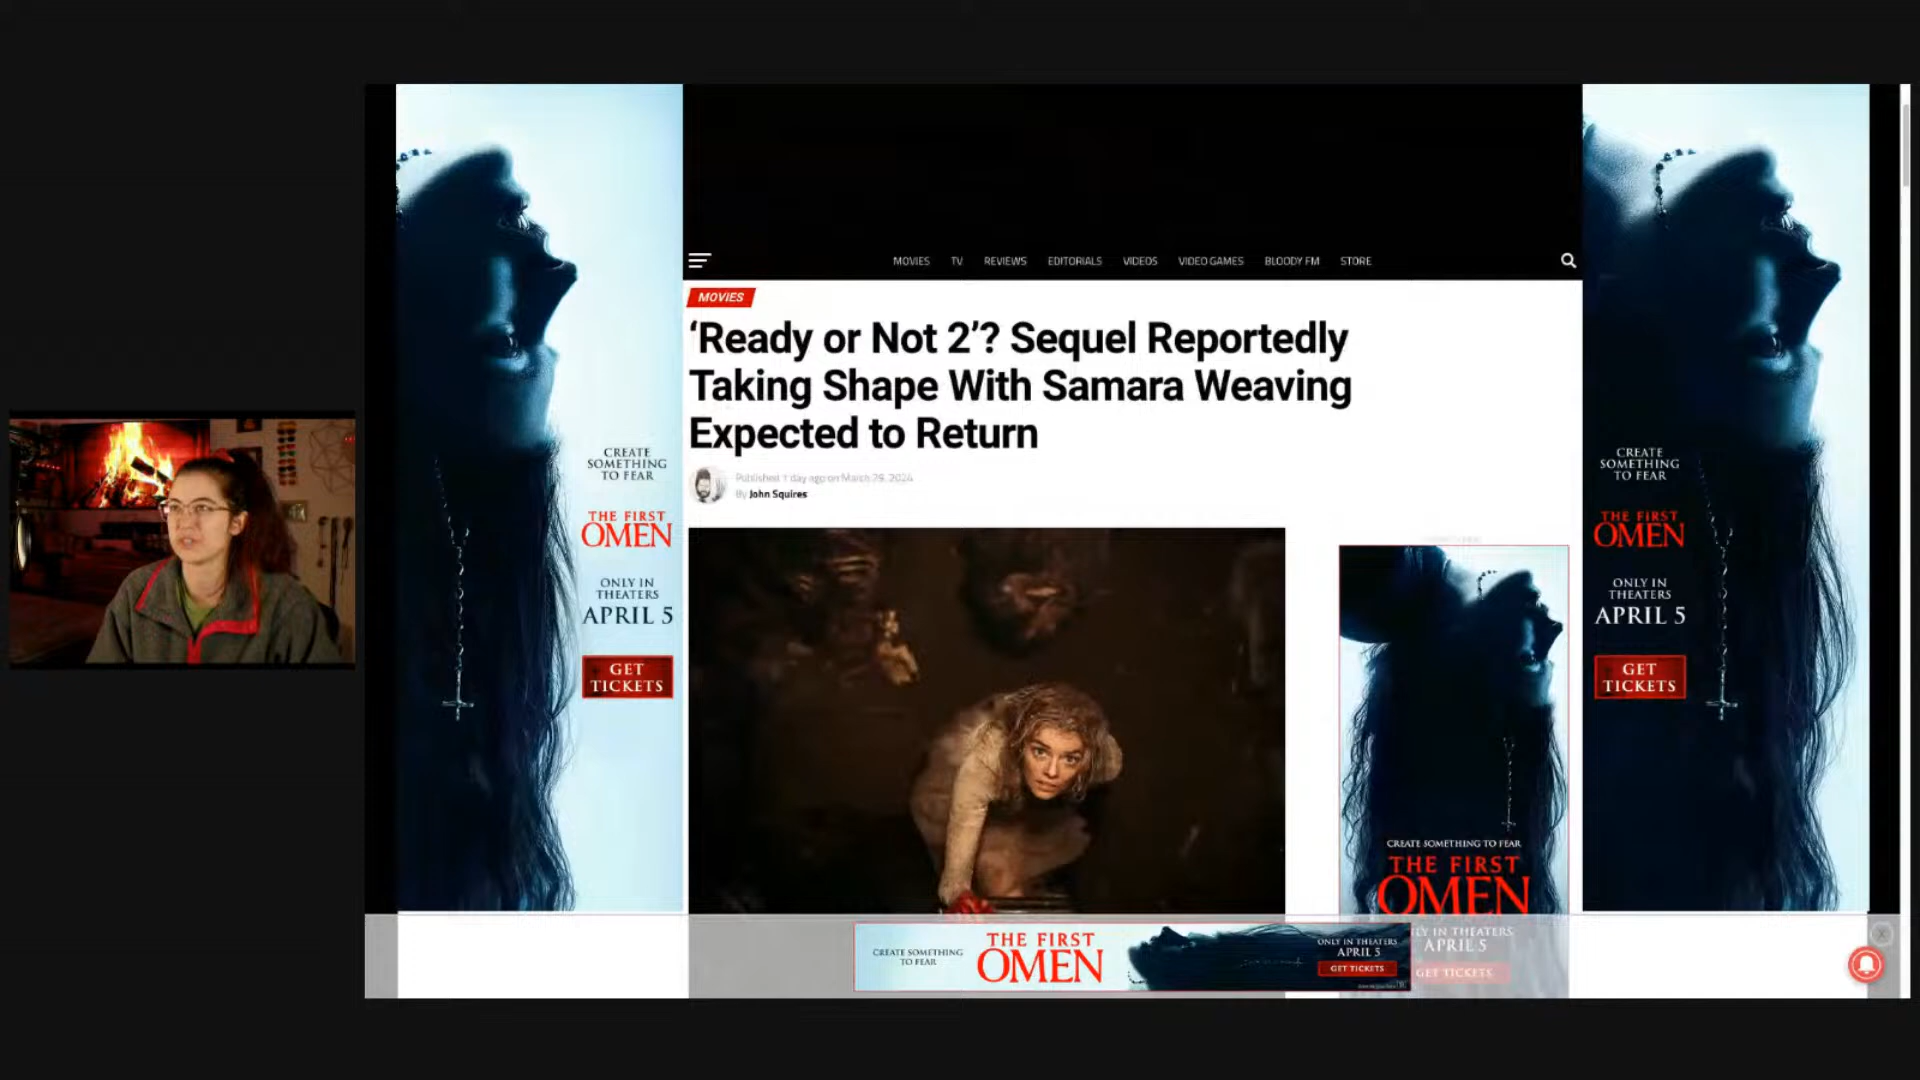 MOVIES TV REVIEWS EDITORIALS VIDEOS VIDEO GAMES BLOODY FM STORE
MOVIES
‘Ready or Not 2’? Sequel Reportedly
Taking Shape With Samara Weaving
Expected to Return
Published 1 day ago on March 29, 2024
By John Squires
CREATE
SOMETHING
TO FEAR
THE FIRST
OMEN
ONLY IN
THEATERS
APRIL 5
GET
TICKETS
CREATE
SOMETHING
TO FEAR
THE FIRST
OMEN
ONLY IN
THEATERS
APRIL 5
GET
TICKETS
CREATE SOMETHING TO FEAR
THE FIRST
OMEN
IN THEATERS
APRIL 5
GET TICKETS
CREATE SOMETHING
TO FEAR
THE FIRST
OMEN
ONLY IN THEATERS
APRIL 5
GET TICKETS
X